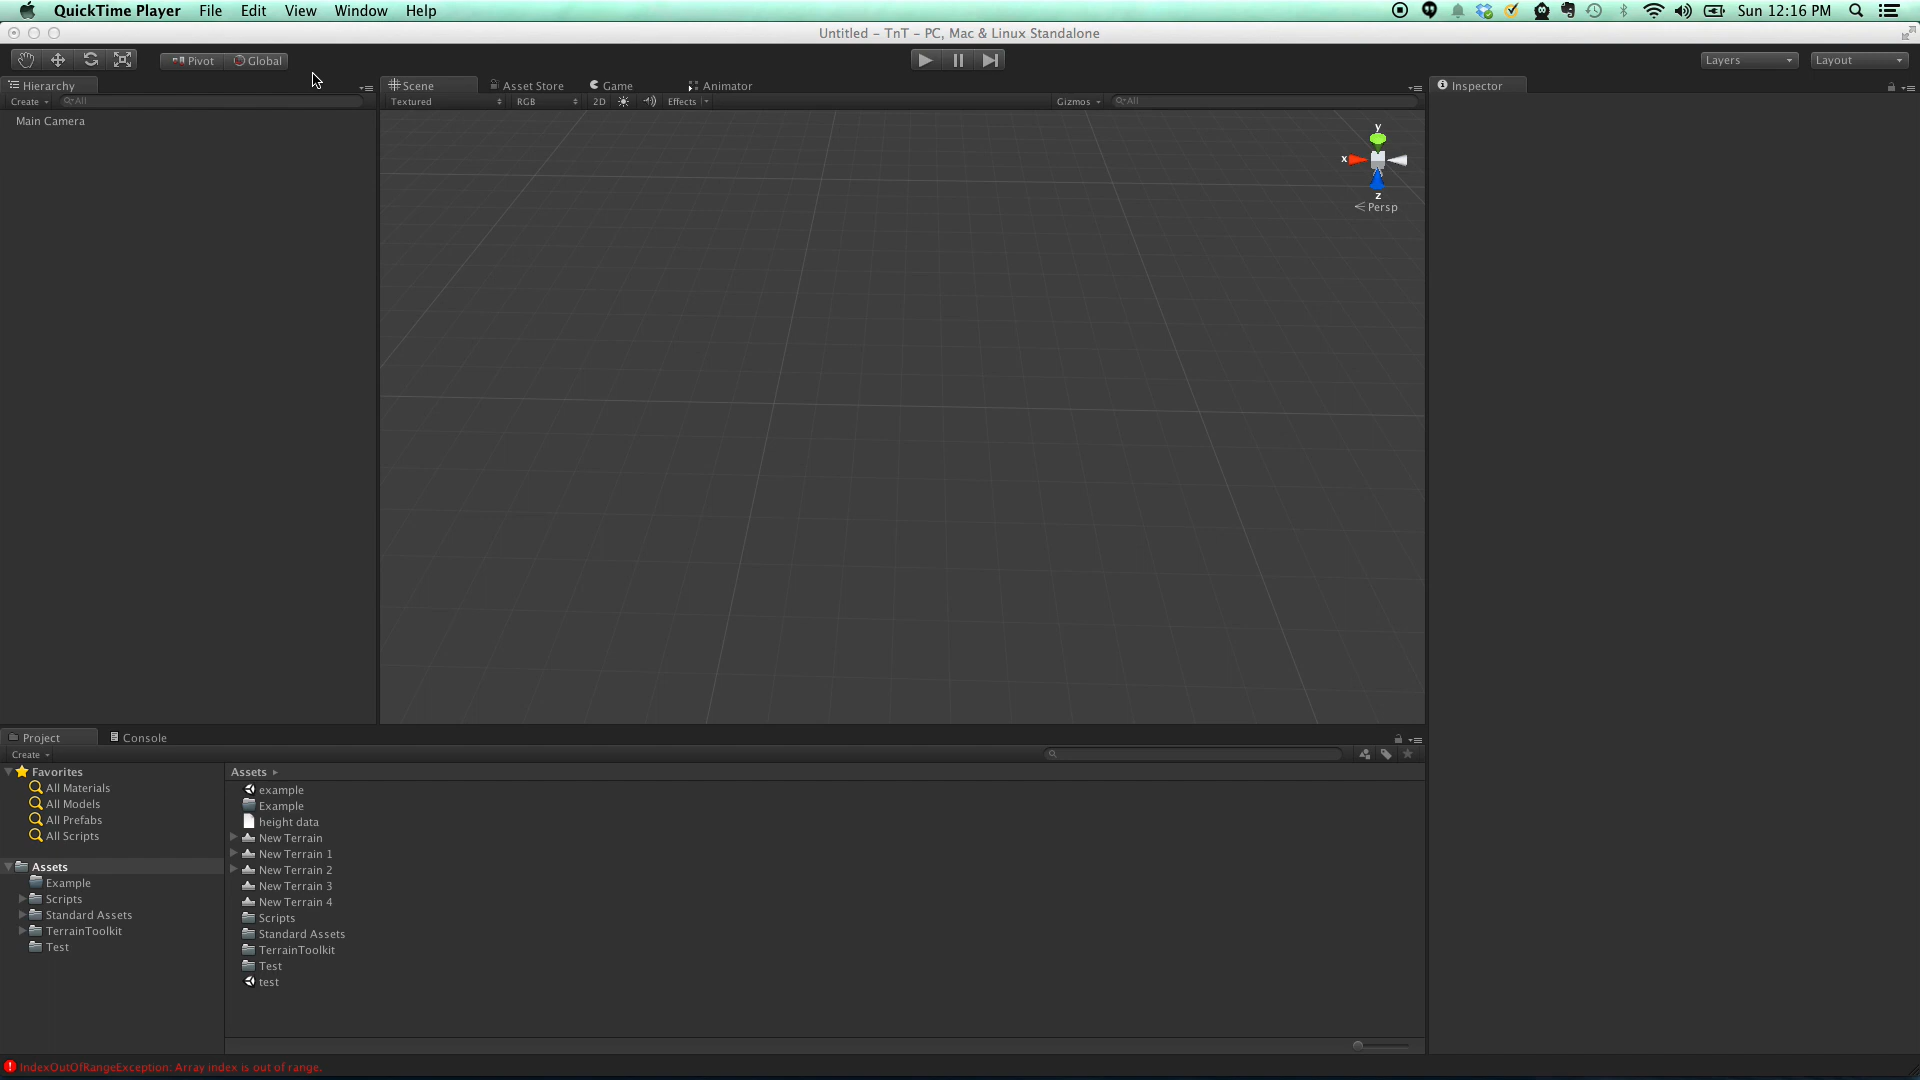 QuickTime Player File Edit View Window Help Sun 12:16 PM
Untitled – TnT – PC, Mac & Linux Standalone
Pivot Global Layers Layout
Hierarchy Scene Asset Store Game Animator Inspector
Create All Textured RGB 2D Effects Gizmos All
Main Camera
y
x
z
Persp
Project Console
Create
Favorites Assets
All Materials example
All Models Example
All Prefabs height data
All Scripts New Terrain
New Terrain 1
Assets New Terrain 2
Example New Terrain 3
Scripts New Terrain 4
Standard Assets Scripts
TerrainToolkit Standard Assets
Test TerrainToolkit
Test
test
IndexOutOfRangeException: Array index is out of range.